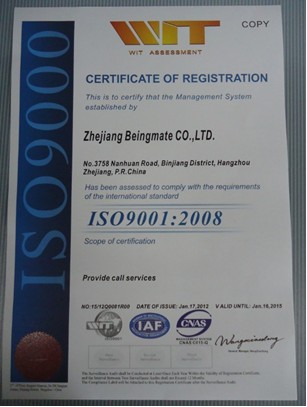 WIT
WIT ASSESSMENT
COPY
ISO9000
CERTIFICATE OF REGISTRATION
This is to certify that the Management System
established by
Zhejiang Beingmate CO.,LTD.
No.3758 Nanhuan Road, Binjiang District, Hangzhou
Zhejiang, P.R.China
Has been assessed to comply with the requirements
of the international standard
ISO9001:2008
Scope of certification
Provide call services
DATE OF ISSUE: Jan.17,2012
VALID UNTIL: Jan.16,2015
WIT
IAF
CNAS